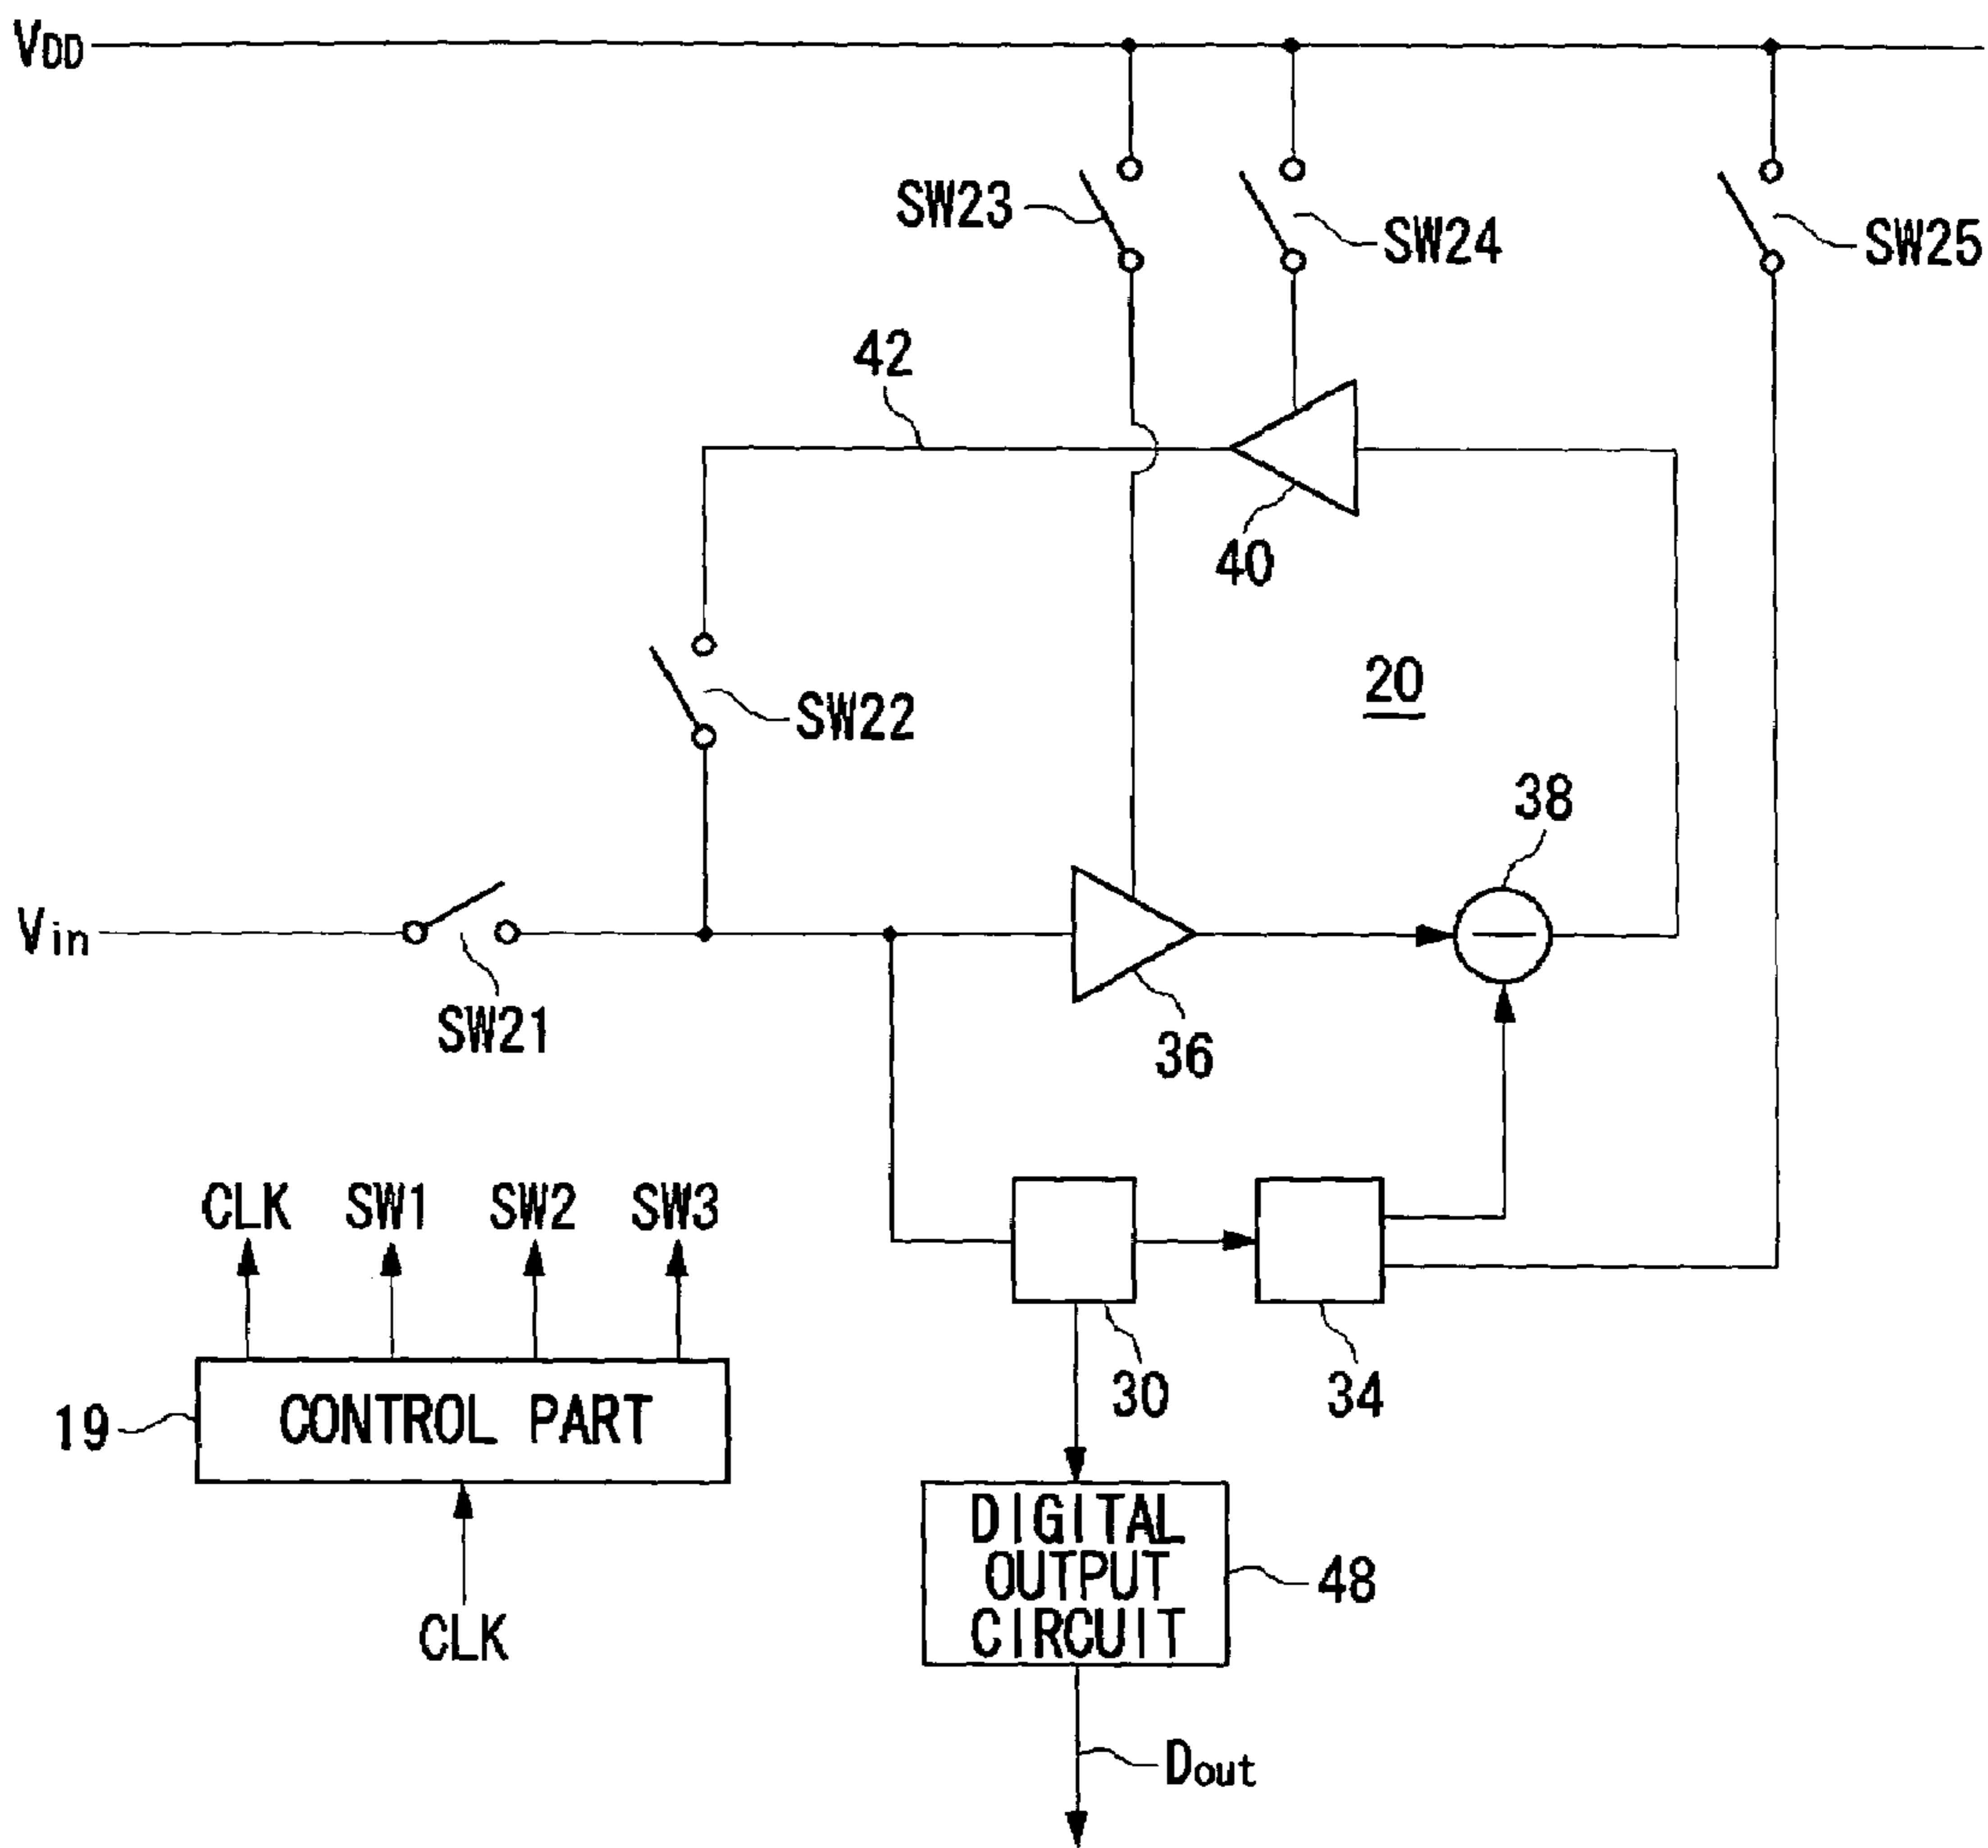 VDD
SW23
SW24
SW25
42
40
20
SW22
38
Vin
SW21
36
CLK
SW1
SW2
SW3
30
34
19
CONTROL PART
DIGITAL
OUTPUT
CIRCUIT
48
CLK
Dout